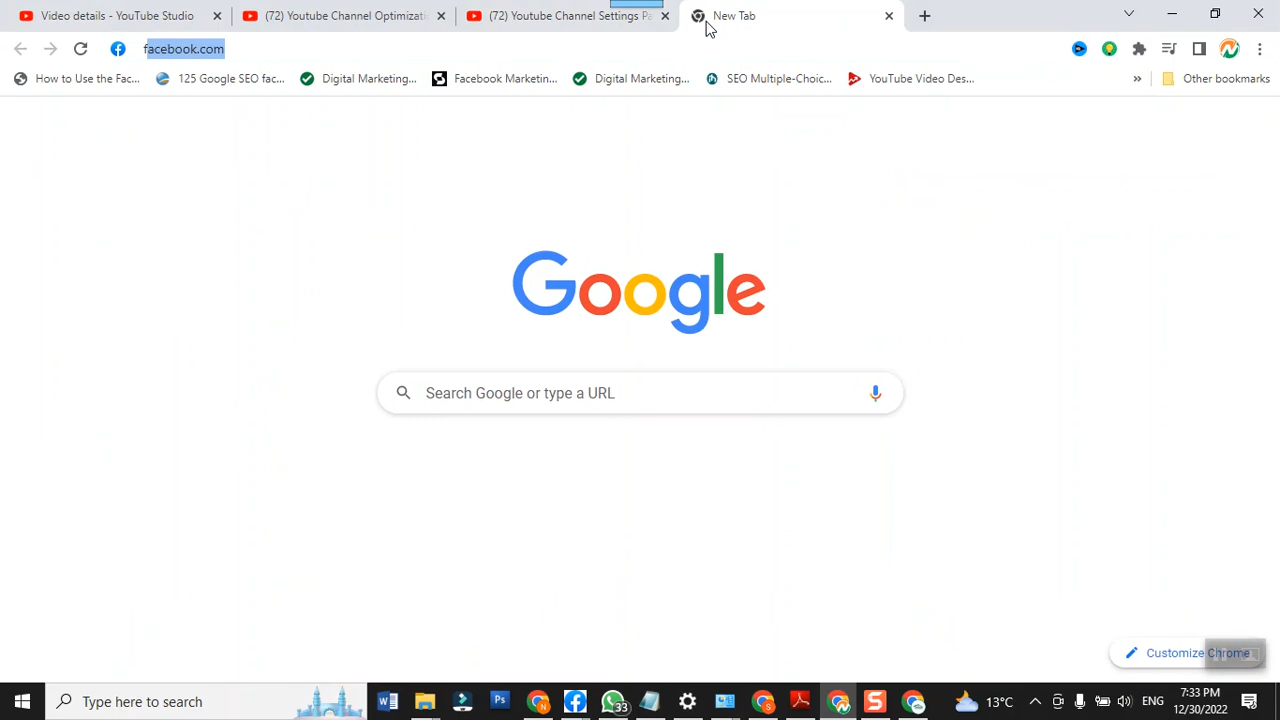 Video details - YouTube Studio
(72) Youtube Channel Optimizatio
(72) Youtube Channel Settings Pa
New Tab
facebook.com
How to Use the Fac...
125 Google SEO fac...
Digital Marketing...
Facebook Marketin...
Digital Marketing...
SEO Multiple-Choic...
YouTube Video Des...
»
Other bookmarks
Google
Search Google or type a URL
Customize Chrome
Type here to search
Ps
33
13°C
ENG
7:33 PM
12/30/2022